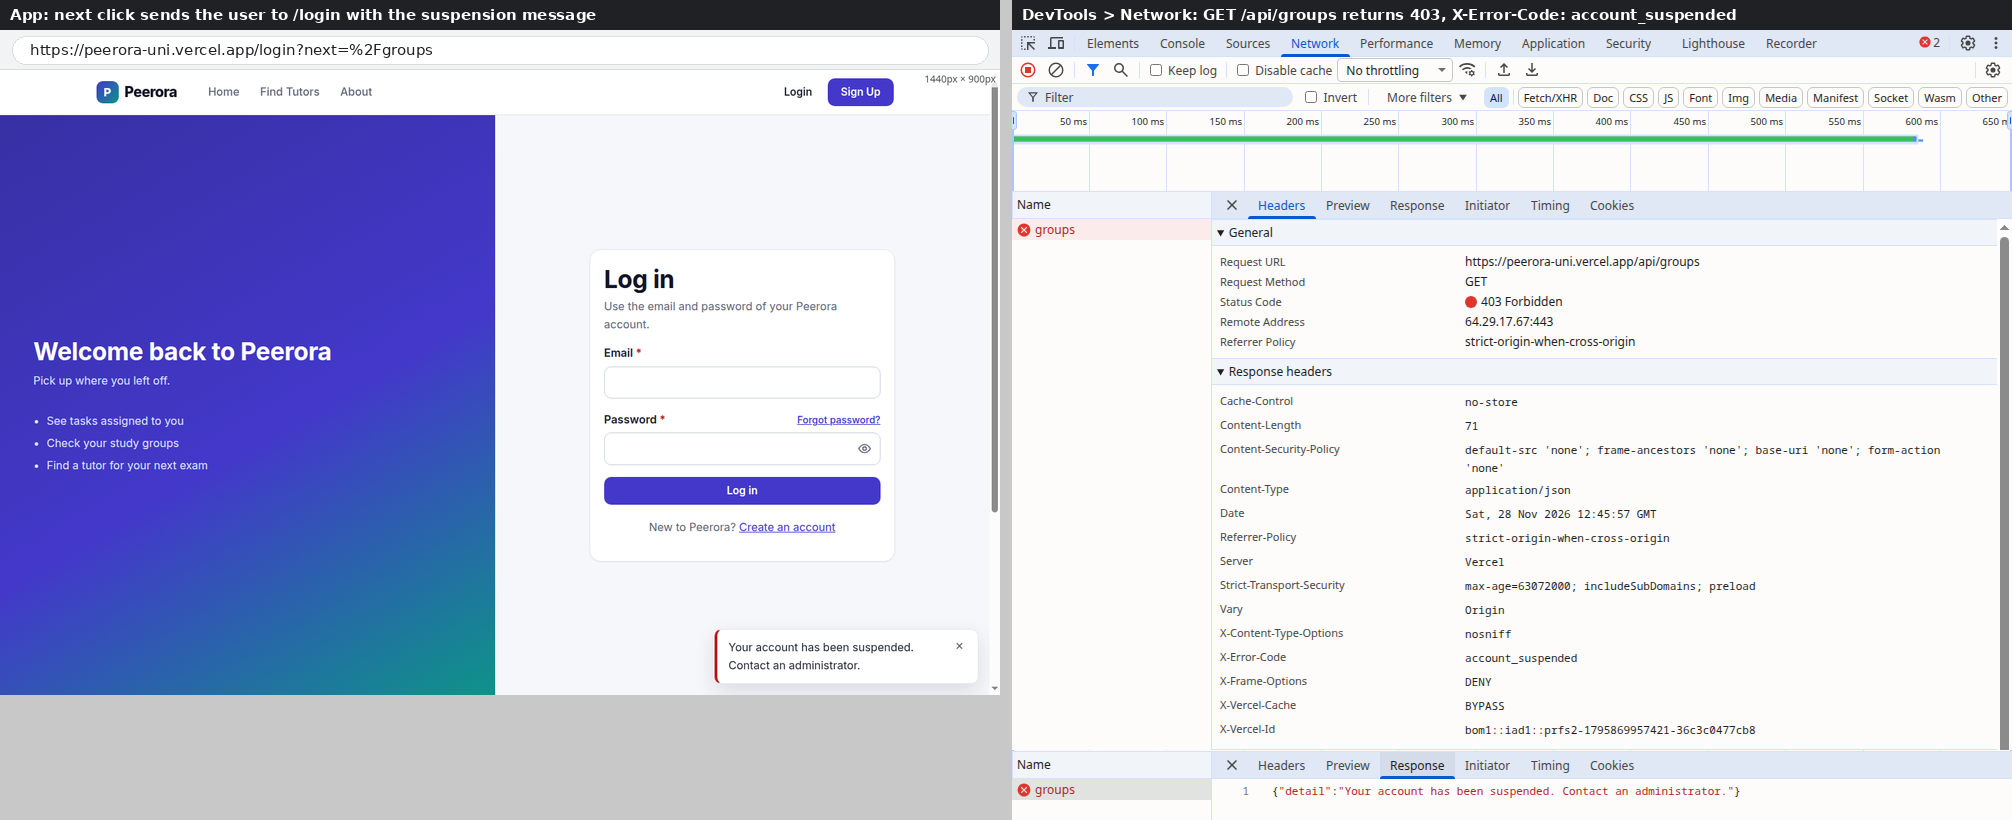 App: next click sends the user to /login with the suspension message
https://peerora-uni.vercel.app/login?next=%2Fgroups
1440px × 900px
P Peerora Home Find Tutors About Login Sign Up
Welcome back to Peerora
Pick up where you left off.
• See tasks assigned to you
• Check your study groups
• Find a tutor for your next exam
Log in
Use the email and password of your Peerora
account.
Email *
Password * Forgot password?
Log in
New to Peerora? Create an account
Your account has been suspended. ×
Contact an administrator.
DevTools > Network: GET /api/groups returns 403, X-Error-Code: account_suspended
Elements Console Sources Network Performance Memory Application Security Lighthouse Recorder 2
Keep log Disable cache No throttling
Filter Invert More filters All Fetch/XHR Doc CSS JS Font Img Media Manifest Socket Wasm Other
50 ms 100 ms 150 ms 200 ms 250 ms 300 ms 350 ms 400 ms 450 ms 500 ms 550 ms 600 ms 650 m
Name Headers Preview Response Initiator Timing Cookies
groups
General
Request URL https://peerora-uni.vercel.app/api/groups
Request Method GET
Status Code 403 Forbidden
Remote Address 64.29.17.67:443
Referrer Policy strict-origin-when-cross-origin
Response headers
Cache-Control no-store
Content-Length 71
Content-Security-Policy default-src 'none'; frame-ancestors 'none'; base-uri 'none'; form-action
'none'
Content-Type application/json
Date Sat, 28 Nov 2026 12:45:57 GMT
Referrer-Policy strict-origin-when-cross-origin
Server Vercel
Strict-Transport-Security max-age=63072000; includeSubDomains; preload
Vary Origin
X-Content-Type-Options nosniff
X-Error-Code account_suspended
X-Frame-Options DENY
X-Vercel-Cache BYPASS
X-Vercel-Id bom1::iad1::prfs2-1795869957421-36c3c0477cb8
Name Headers Preview Response Initiator Timing Cookies
groups
1 {"detail":"Your account has been suspended. Contact an administrator."}